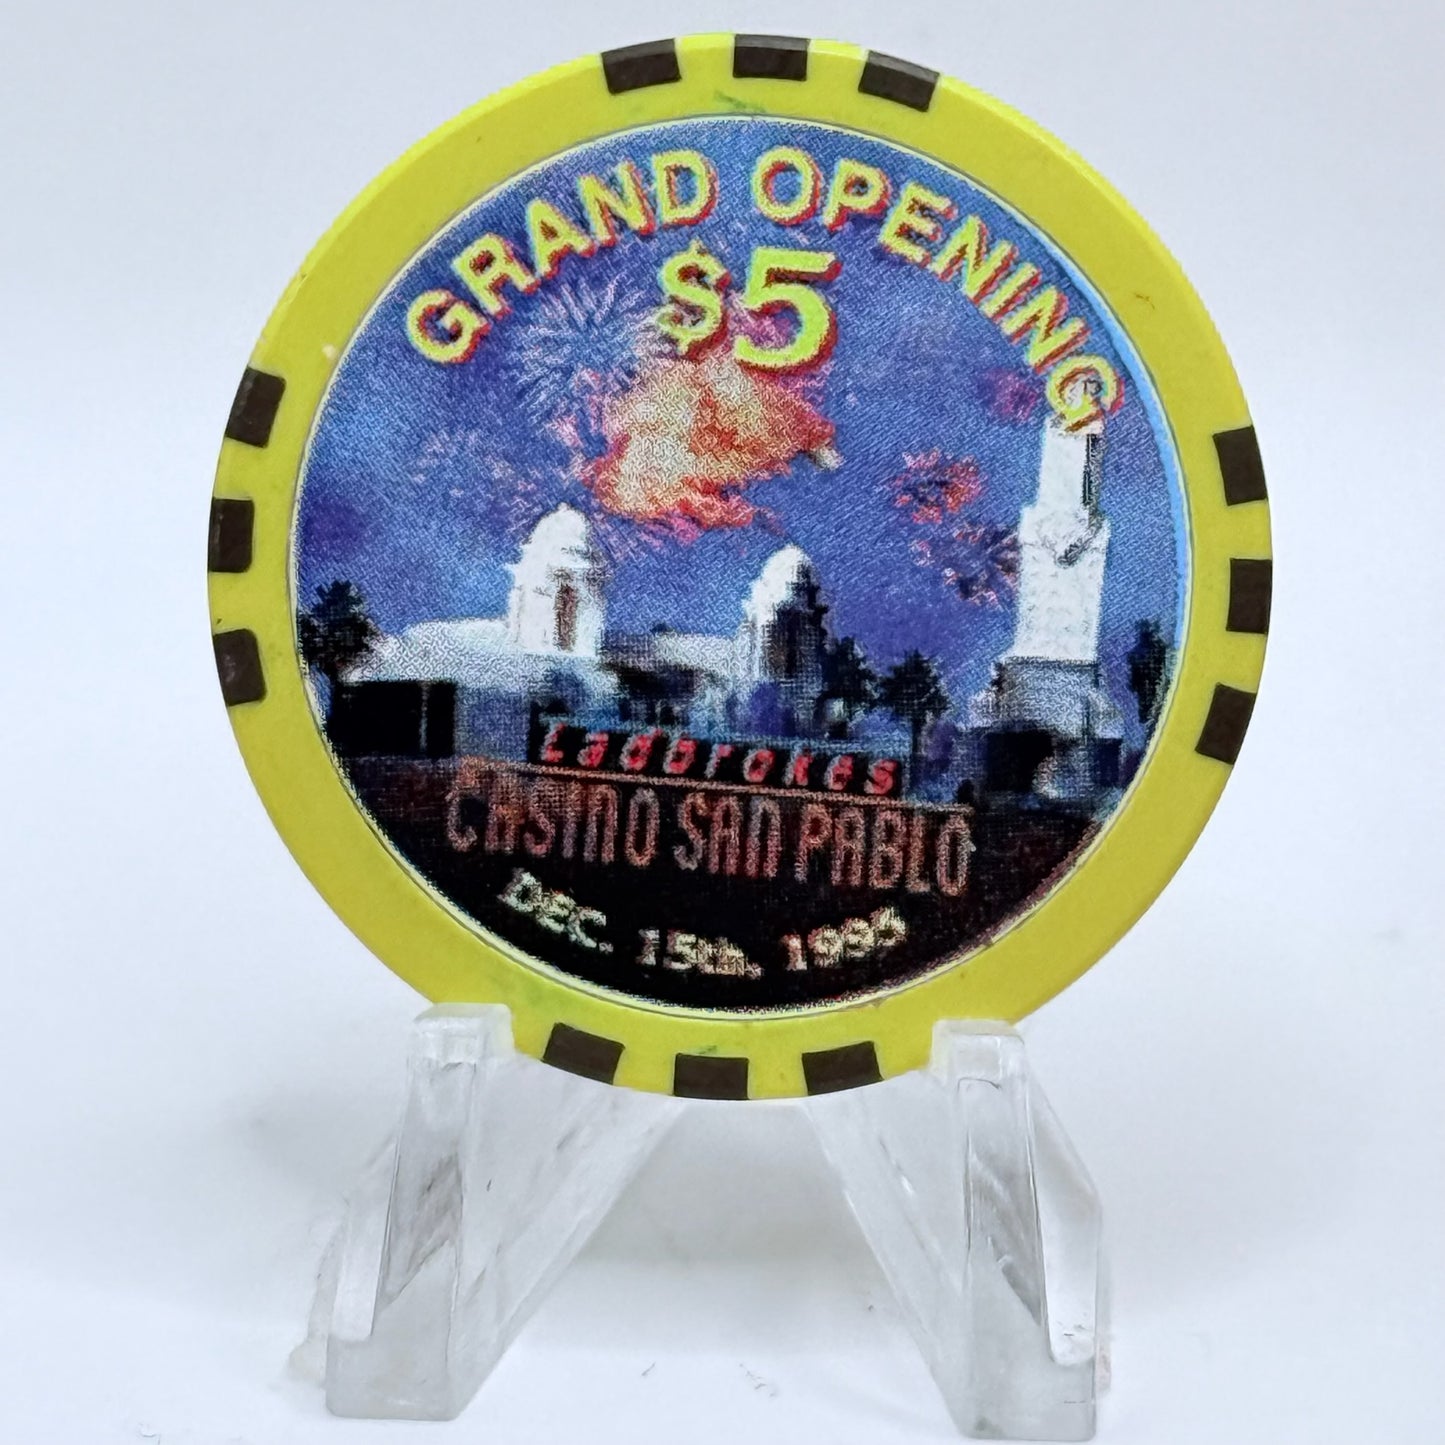 GRAND OPENING
$5
Ladbrokes
CASINO SAN PABLO
DEC. 15th, 1995